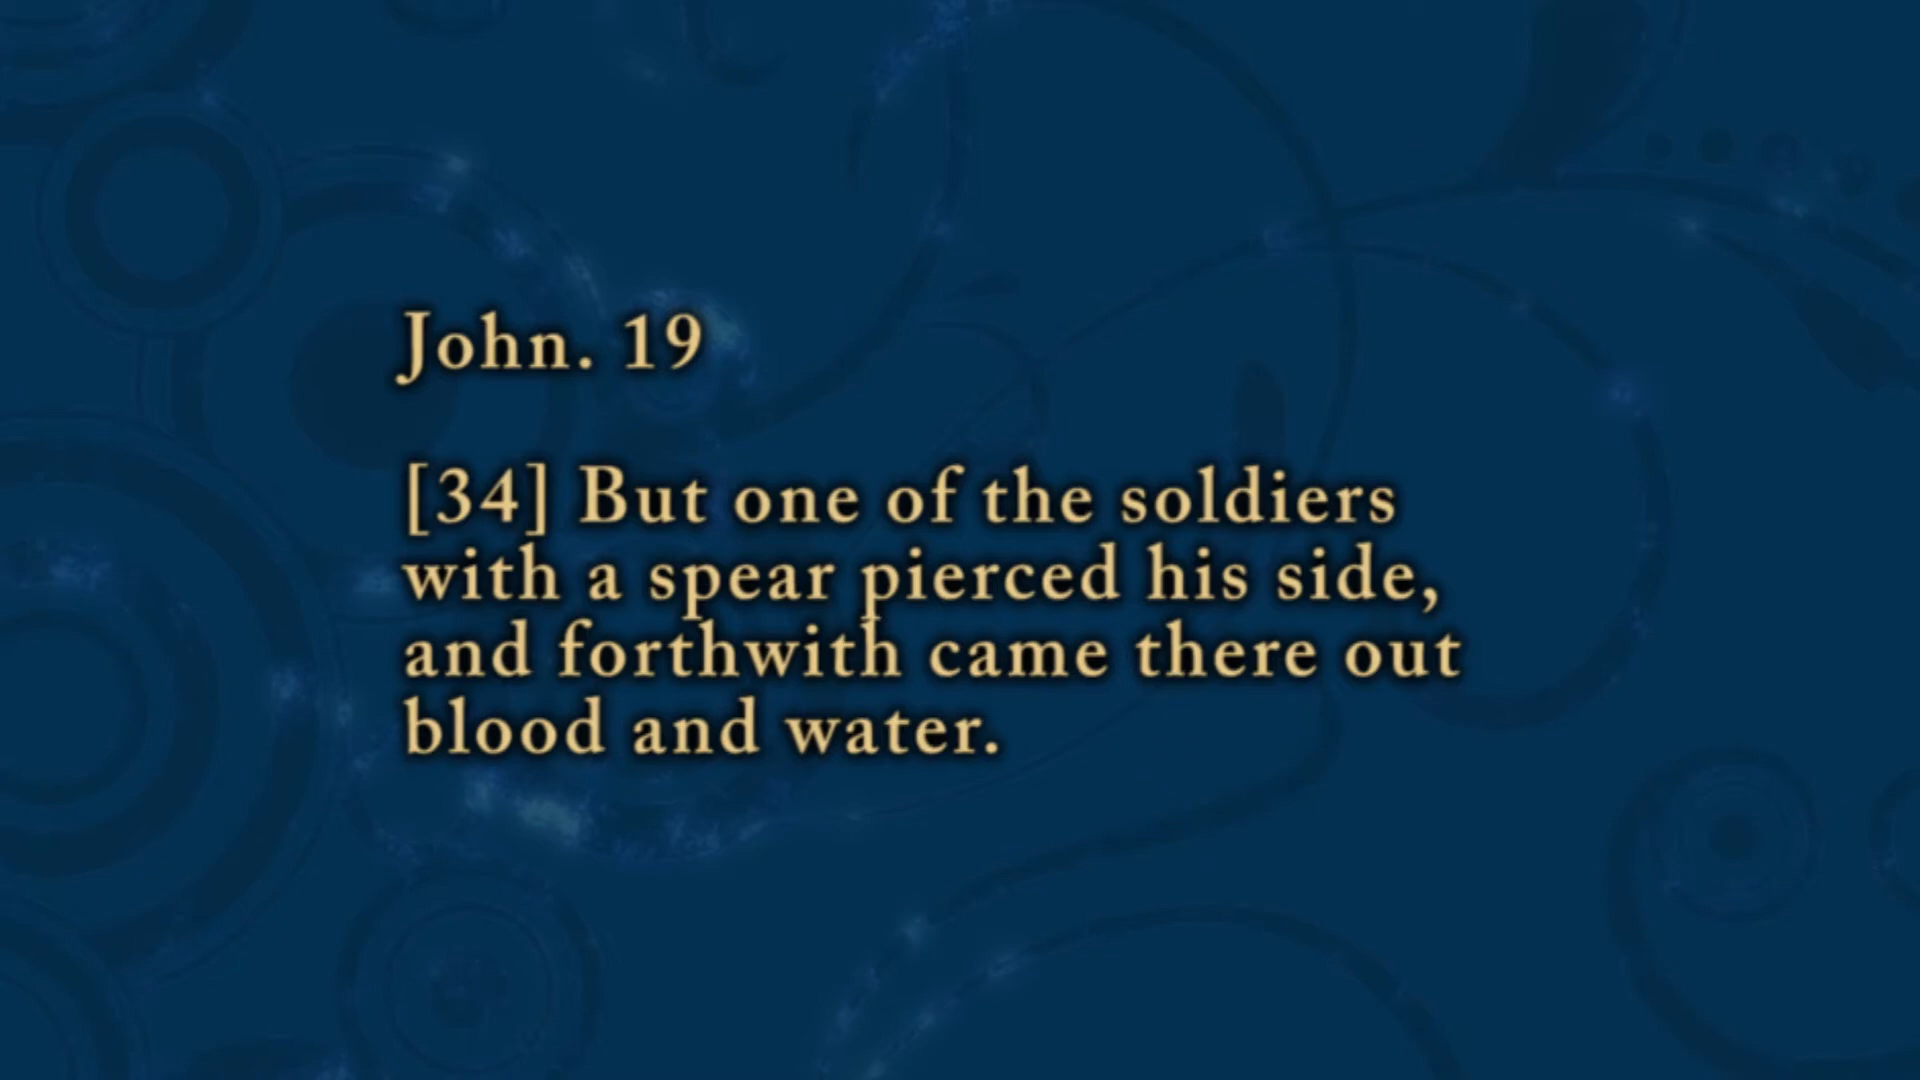 John. 19
[34] But one of the soldiers
with a spear pierced his side,
and forthwith came there out
blood and water.